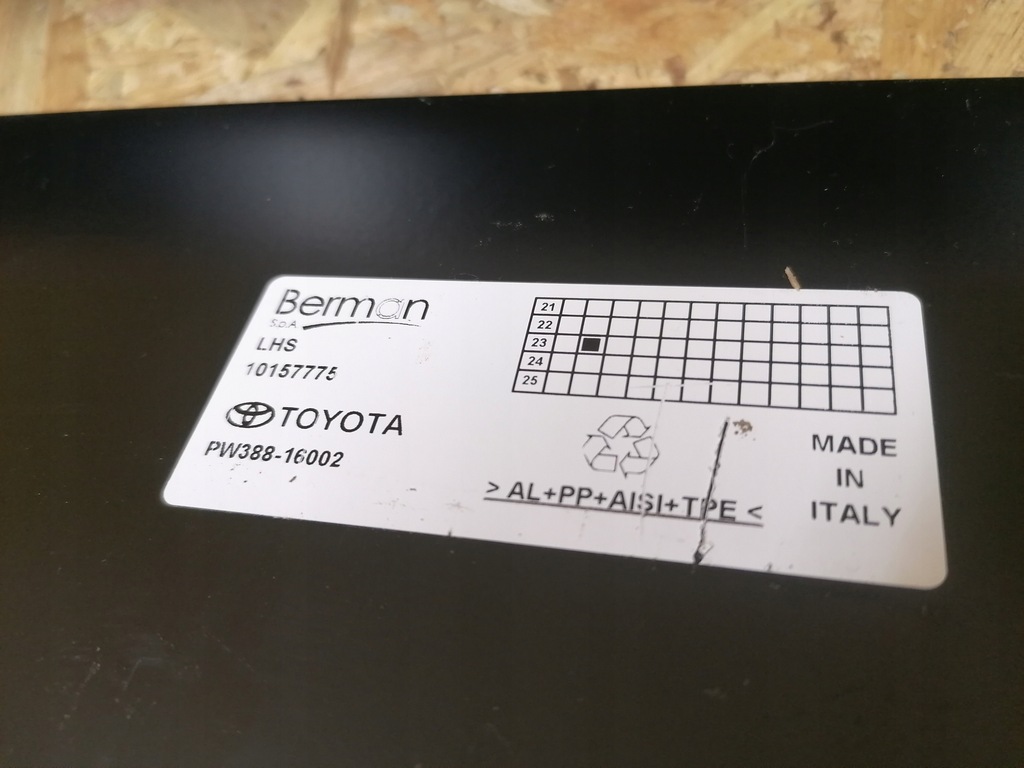 Berman
S.p.A.
LHS
10157775
TOYOTA
PW388-16002
21
22
23
24
25
> AL+PP+AISI+TPE <
MADE
IN
ITALY